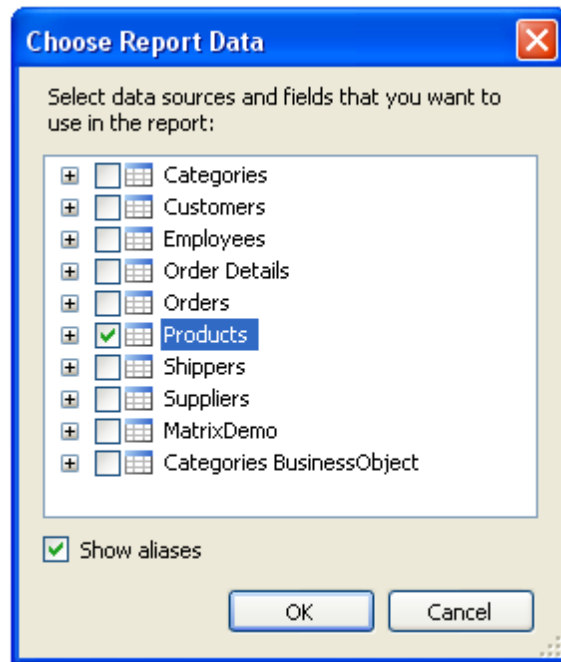 Choose Report Data
Select data sources and fields that you want to
use in the report:
Categories
Customers
Employees
Order Details
Orders
Products
Shippers
Suppliers
MatrixDemo
Categories BusinessObject
Show aliases
OK
Cancel